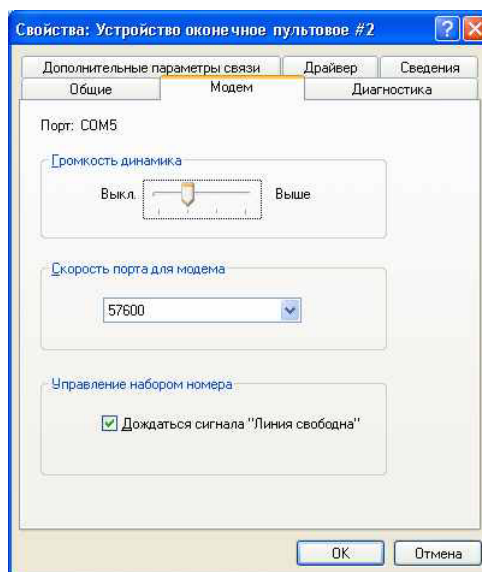 Свойства: Устройство оконечное пультовое #2
Дополнительные параметры связи Драйвер Сведения
Общие Модем Диагностика
Порт: COM5
Громкость динамика
Выкл. Выше
Скорость порта для модема
57600
Управление набором номера
Дождаться сигнала "Линия свободна"
OK Отмена